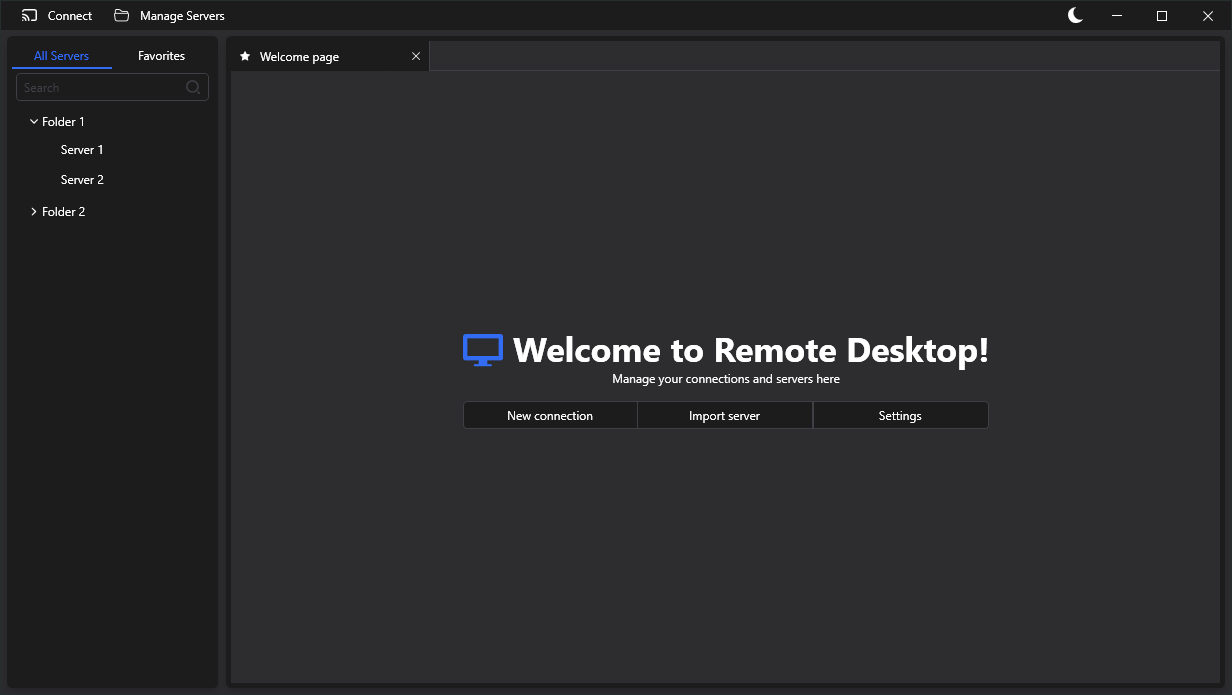 Connect Manage Servers
All Servers Favorites
Search
Folder 1
Server 1
Server 2
Folder 2
Welcome page
Welcome to Remote Desktop!
Manage your connections and servers here
New connection Import server Settings